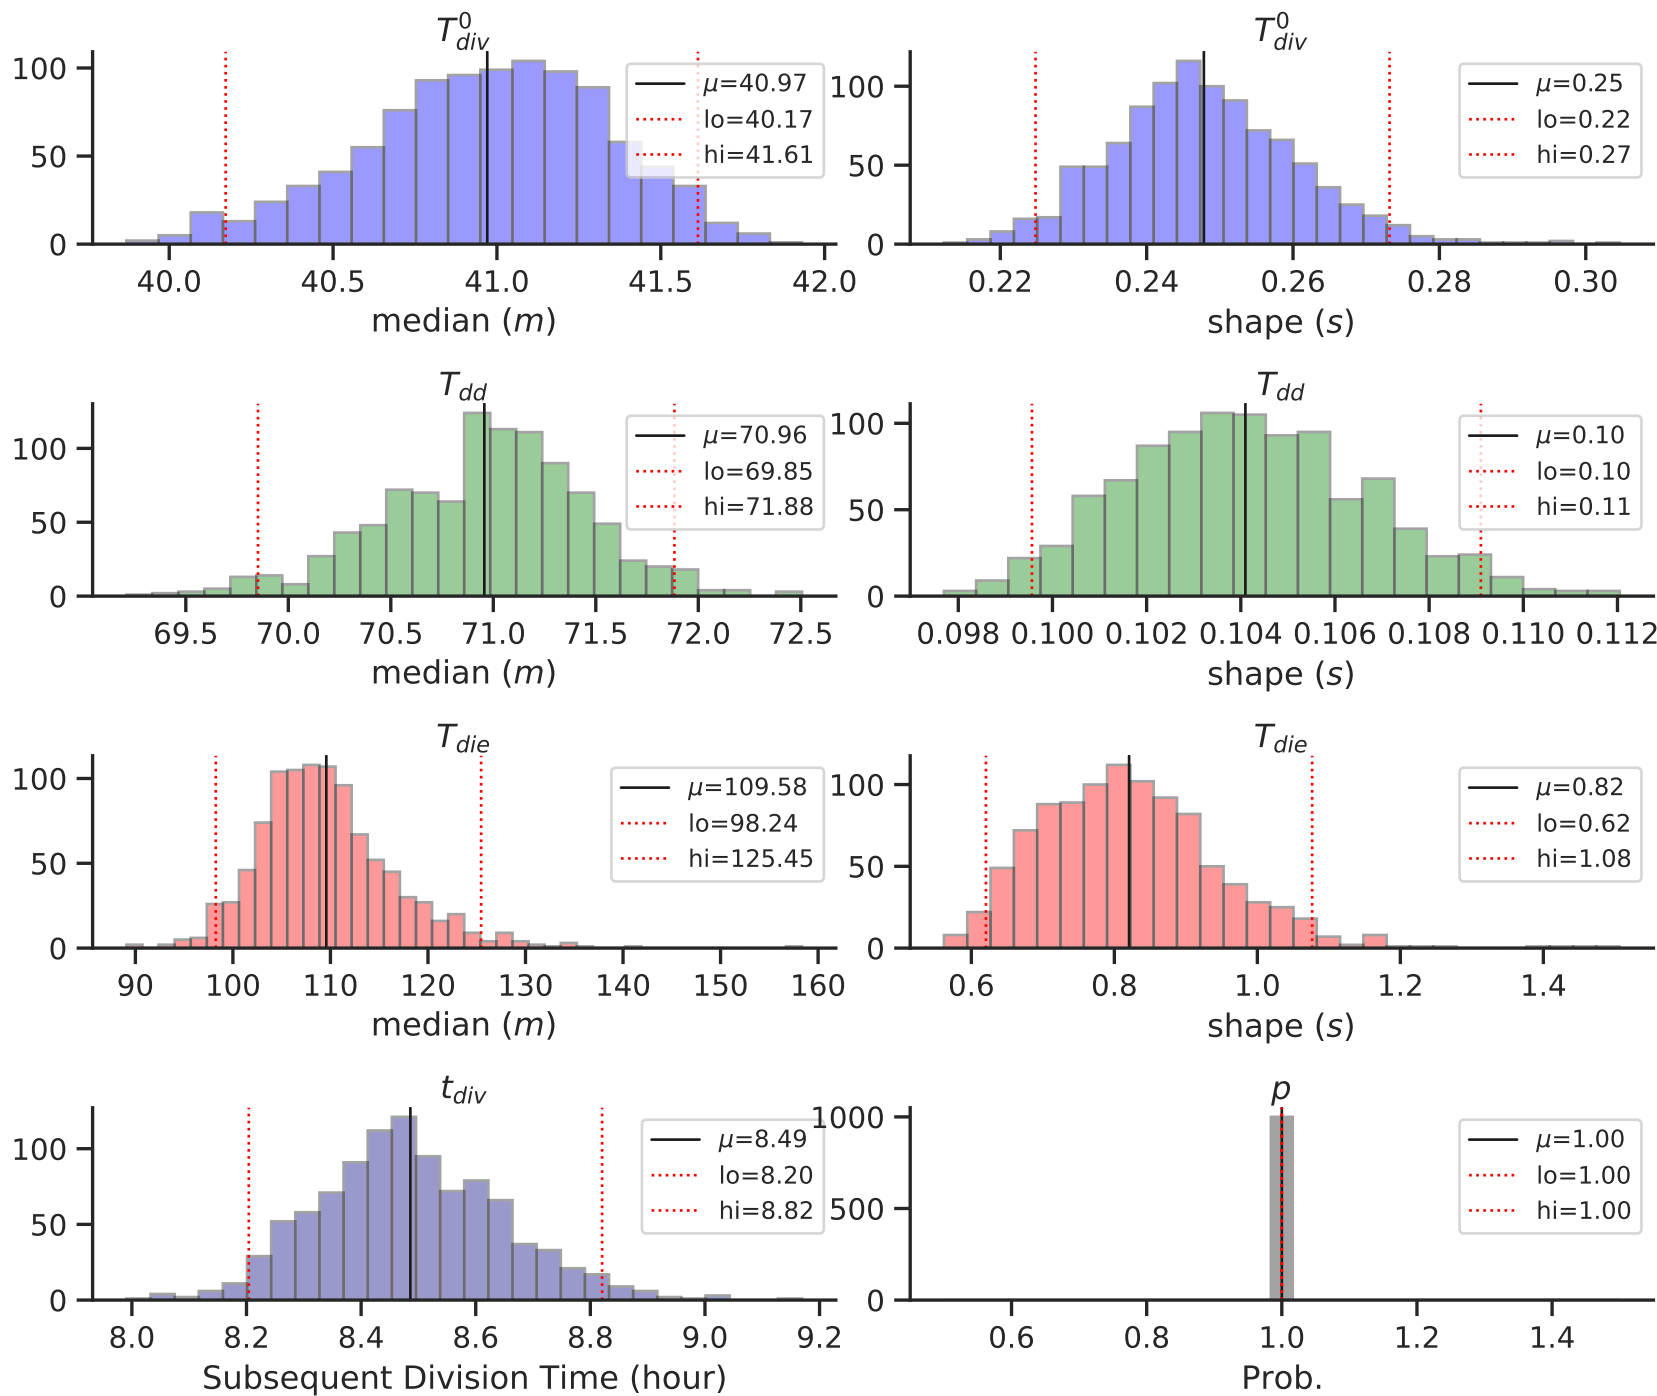 T⁰div
100
50
0
μ=40.97
lo=40.17
hi=41.61
40.0 40.5 41.0 41.5 42.0
median (m)
T⁰div
100
50
0
μ=0.25
lo=0.22
hi=0.27
0.22 0.24 0.26 0.28 0.30
shape (s)
Tdd
100
50
0
μ=70.96
lo=69.85
hi=71.88
69.5 70.0 70.5 71.0 71.5 72.0 72.5
median (m)
Tdd
100
50
0
μ=0.10
lo=0.10
hi=0.11
0.098 0.100 0.102 0.104 0.106 0.108 0.110 0.112
shape (s)
Tdie
100
50
0
μ=109.58
lo=98.24
hi=125.45
90 100 110 120 130 140 150 160
median (m)
Tdie
100
50
0
μ=0.82
lo=0.62
hi=1.08
0.6 0.8 1.0 1.2 1.4
shape (s)
tdiv
100
50
0
μ=8.49
lo=8.20
hi=8.82
8.0 8.2 8.4 8.6 8.8 9.0 9.2
Subsequent Division Time (hour)
p
1000
500
0
μ=1.00
lo=1.00
hi=1.00
0.6 0.8 1.0 1.2 1.4
Prob.